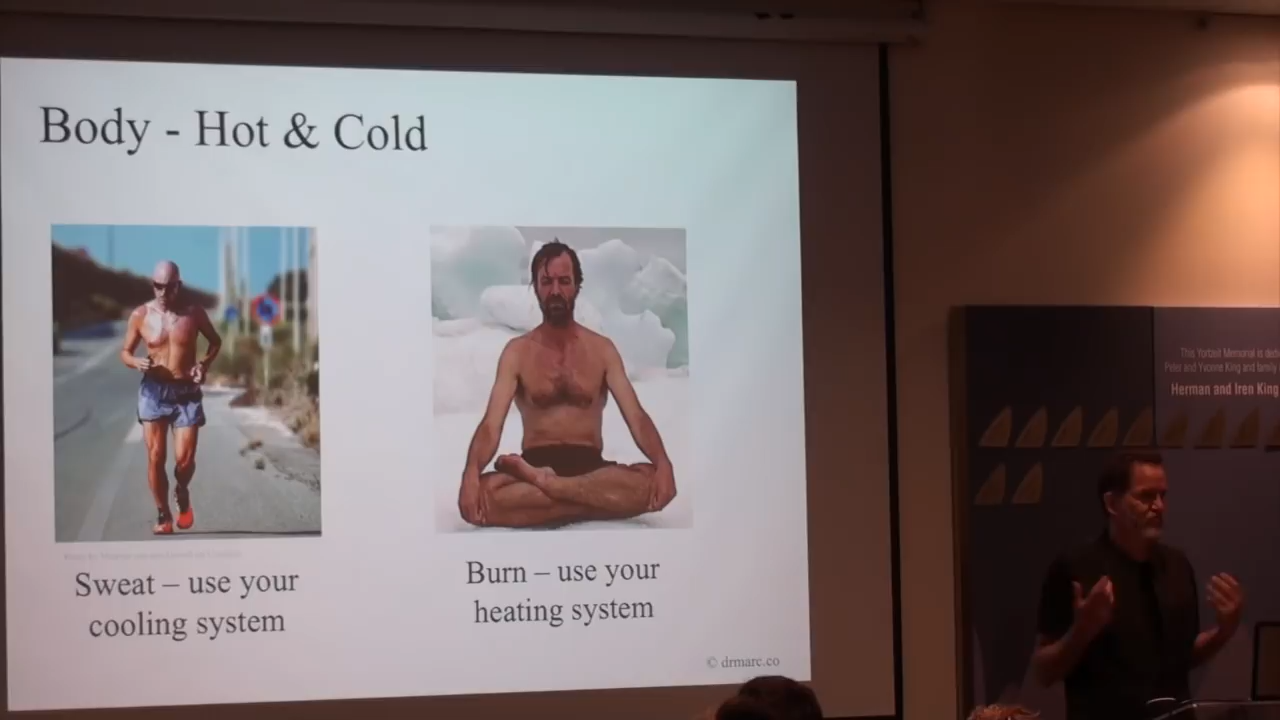 Body - Hot & Cold
Sweat – use your
cooling system
Burn – use your
heating system
© drmarc.co
This Yortzeit Memorial is
Peter and Yvonne King and family
Herman and Iren King